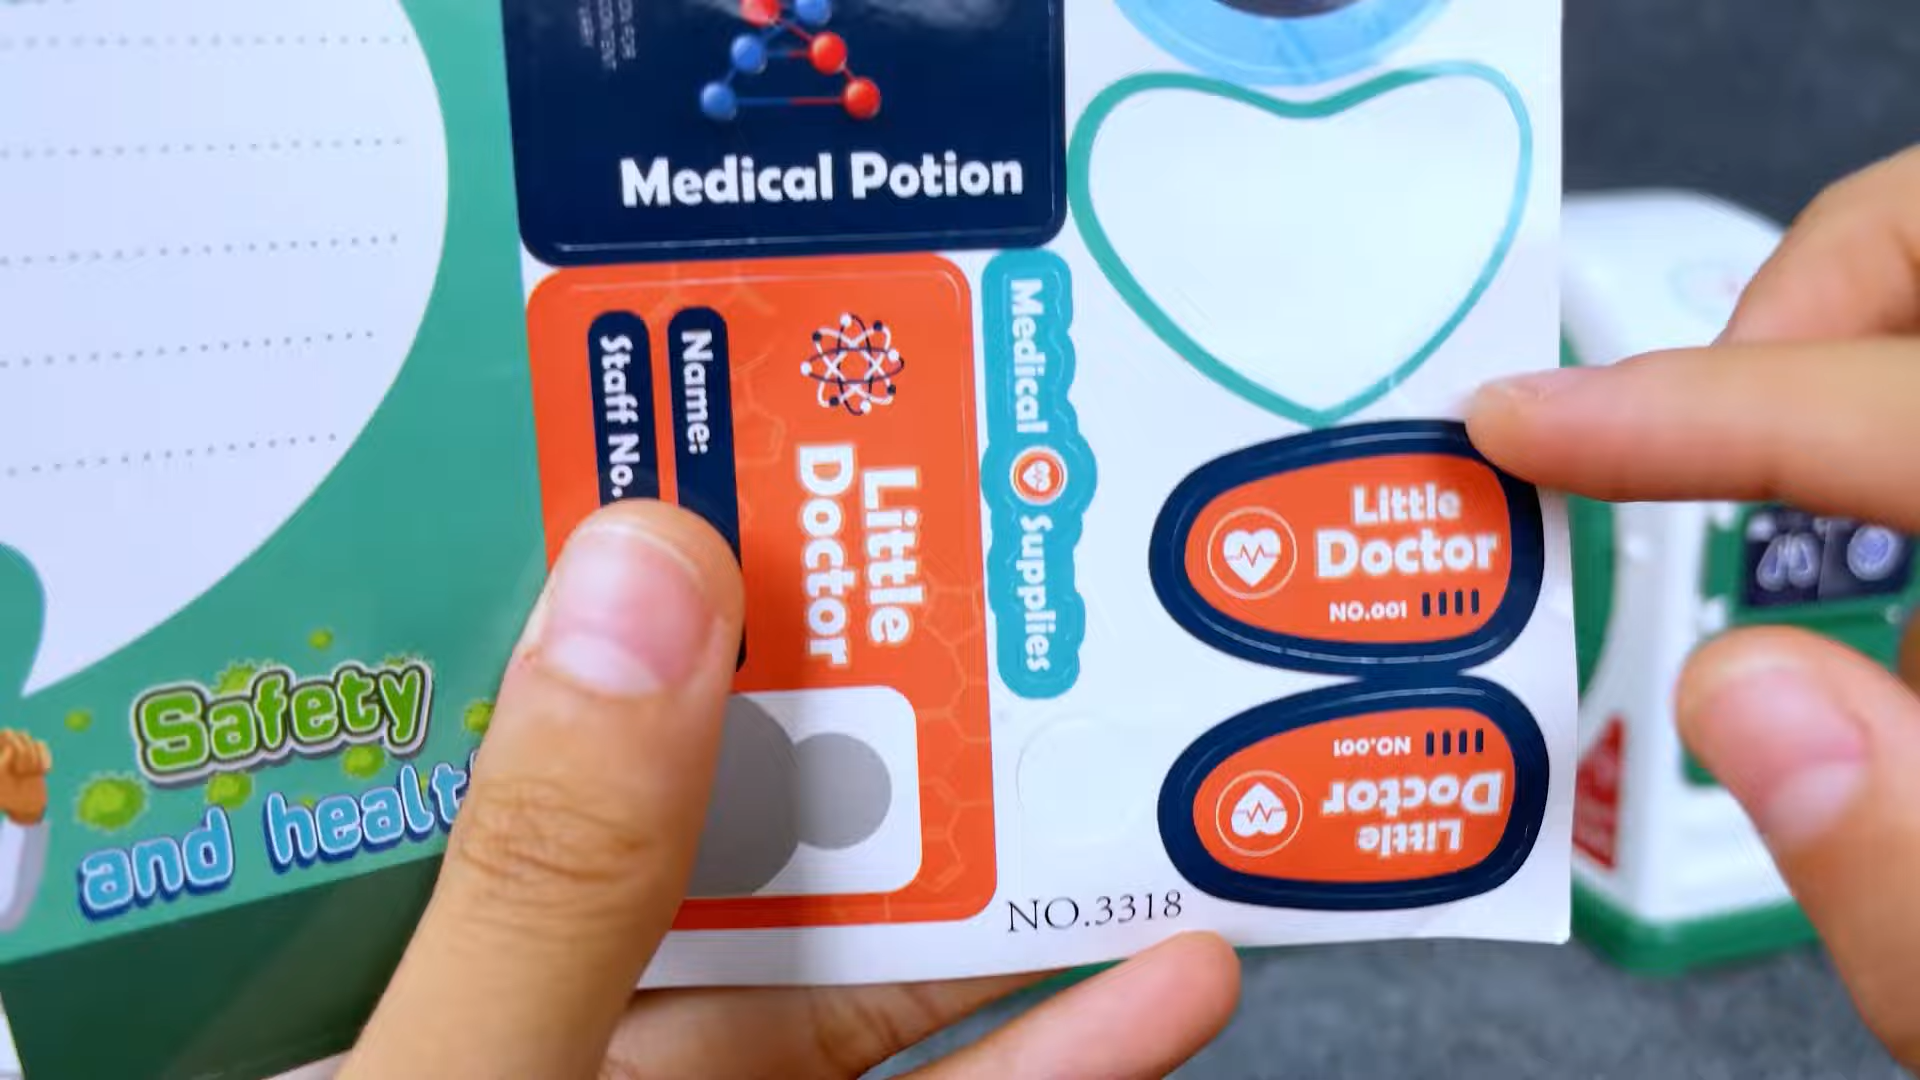 Medical Potion
Name:
Staff No.
Little
Doctor
Medical Supplies
Little
Doctor
NO.001
NO.001
Doctor
Little
NO.3318
Safety
and healt